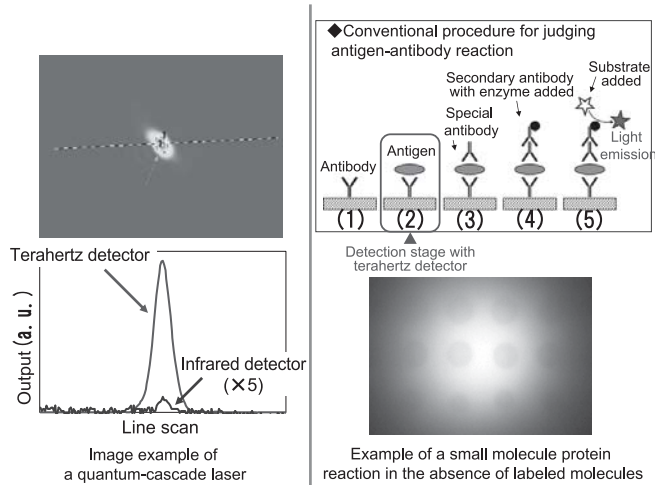 Terahertz detector
Infrared detector
(×5)
Output (a. u.)
Line scan
Image example of
a quantum-cascade laser
◆Conventional procedure for judging
antigen-antibody reaction
Substrate
added
Secondary antibody
with enzyme added
Special
antibody
Light
emission
Antigen
Antibody
(1) (2) (3) (4) (5)
Detection stage with
terahertz detector
Example of a small molecule protein
reaction in the absence of labeled molecules